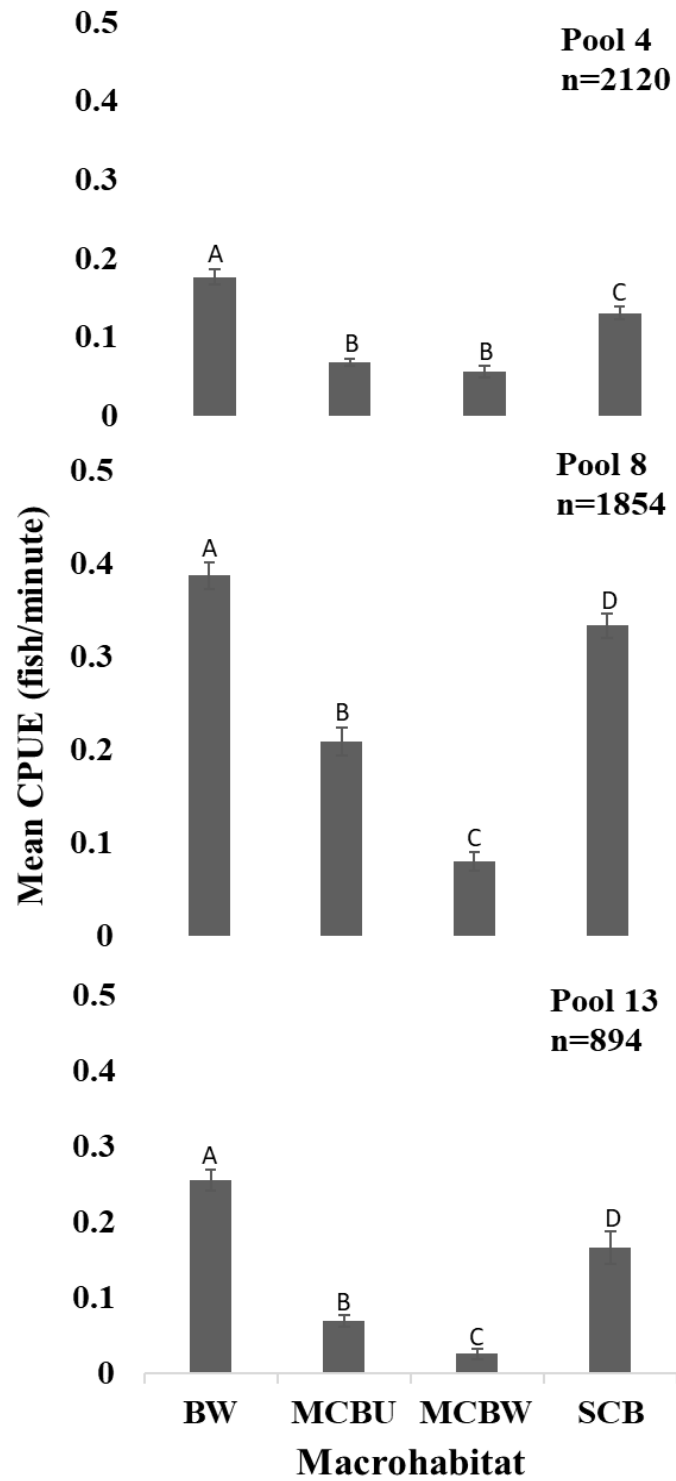 Mean CPUE (fish/minute)
0.5
0.4
0.3
0.2
0.1
0
Pool 4
n=2120
A
B
B
C
0.5
0.4
0.3
0.2
0.1
0
Pool 8
n=1854
A
B
C
D
0.5
0.4
0.3
0.2
0.1
0
Pool 13
n=894
A
B
C
D
BW MCBU MCBW SCB
Macrohabitat